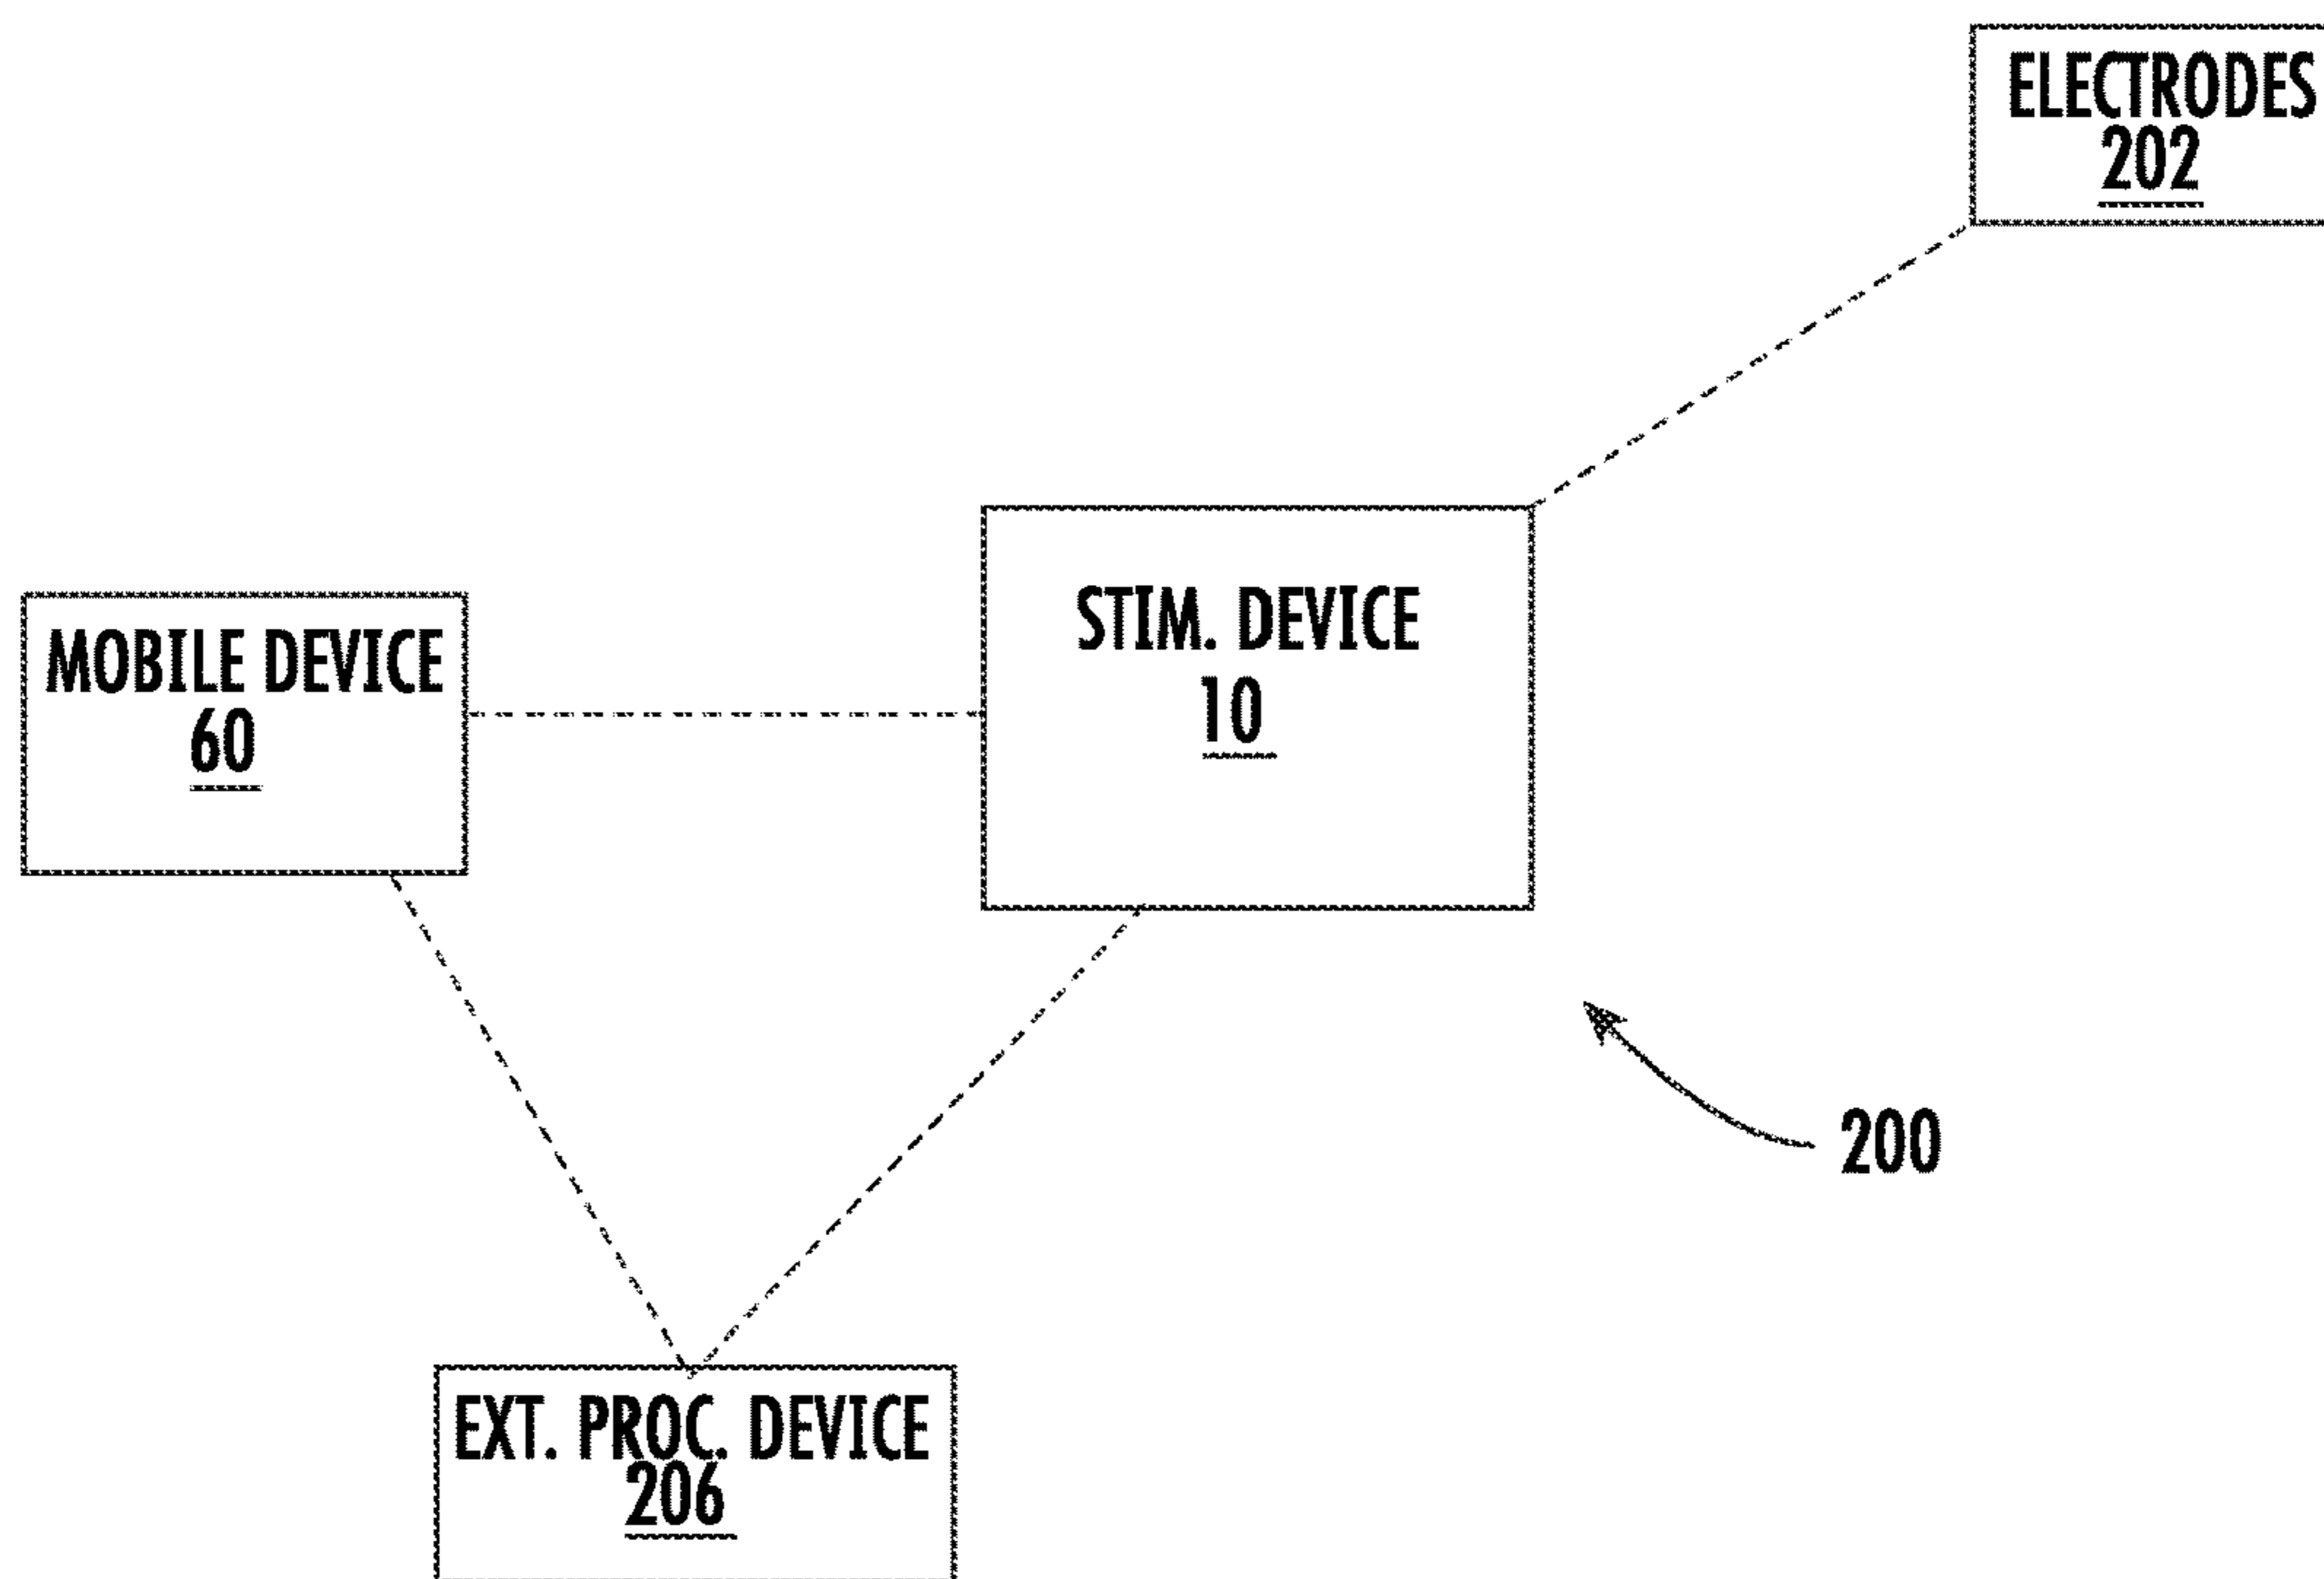 ELECTRODES
202
STIM. DEVICE
10
MOBILE DEVICE
60
200
EXT. PROC. DEVICE
206